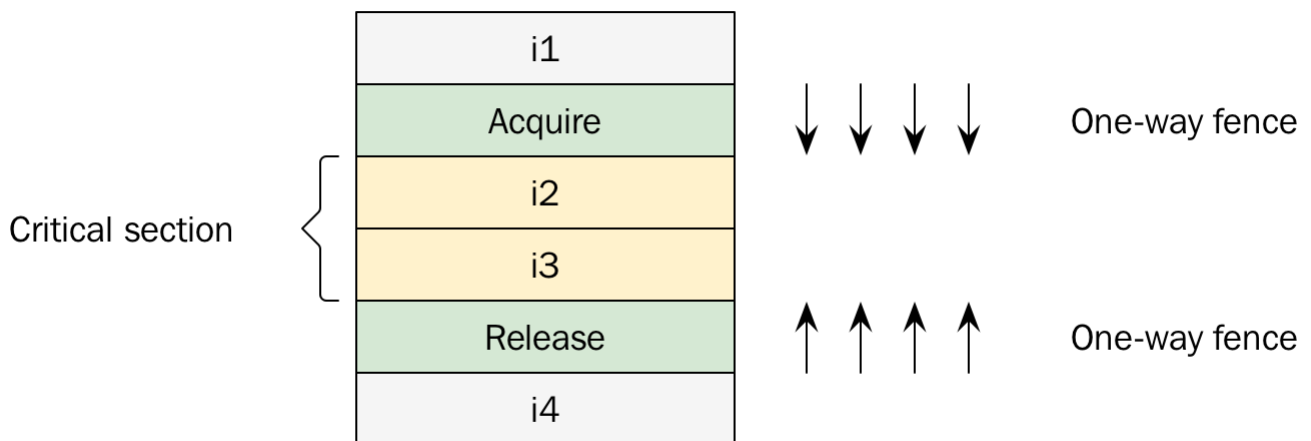 i1
Acquire
One-way fence
i2
Critical section
i3
Release
One-way fence
i4